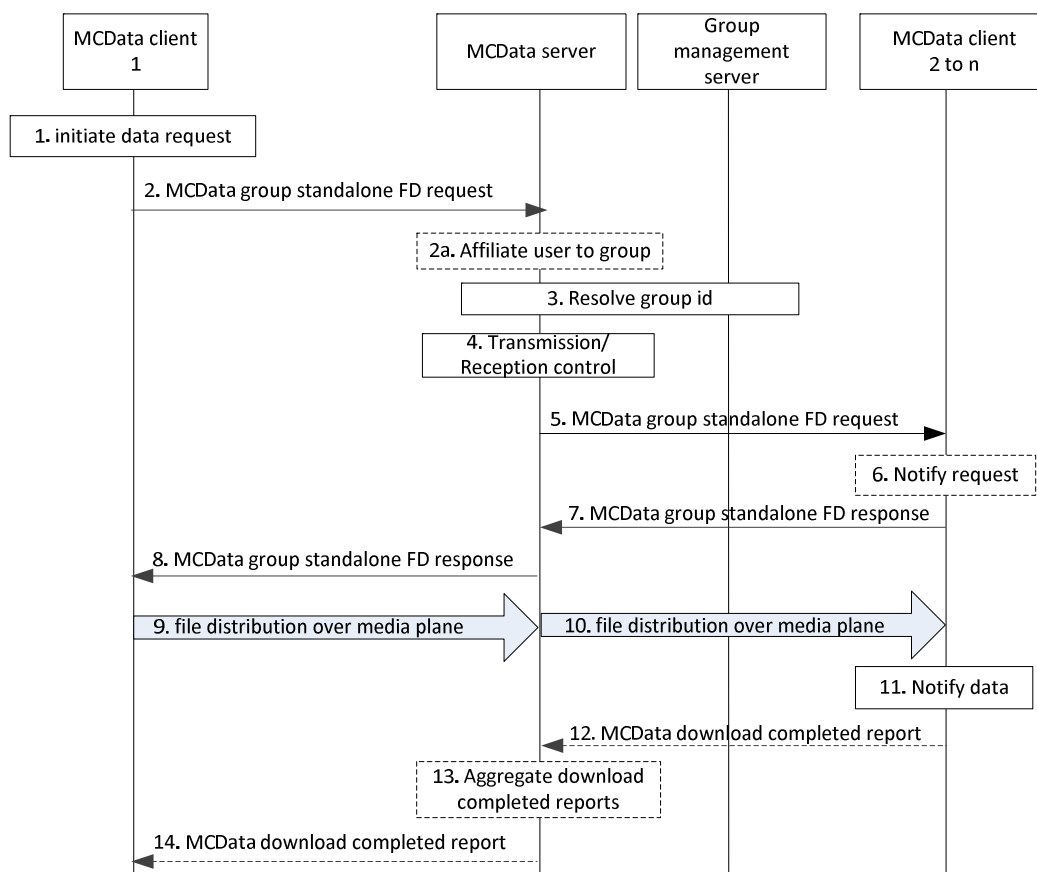 MCData client
1
MCData server
Group
management
server
MCData client
2 to n
1. initiate data request
2. MCData group standalone FD request
2a. Affiliate user to group
3. Resolve group id
4. Transmission/
Reception control
5. MCData group standalone FD request
6. Notify request
7. MCData group standalone FD response
8. MCData group standalone FD response
9. file distribution over media plane
10. file distribution over media plane
11. Notify data
12. MCData download completed report
13. Aggregate download
completed reports
14. MCData download completed report